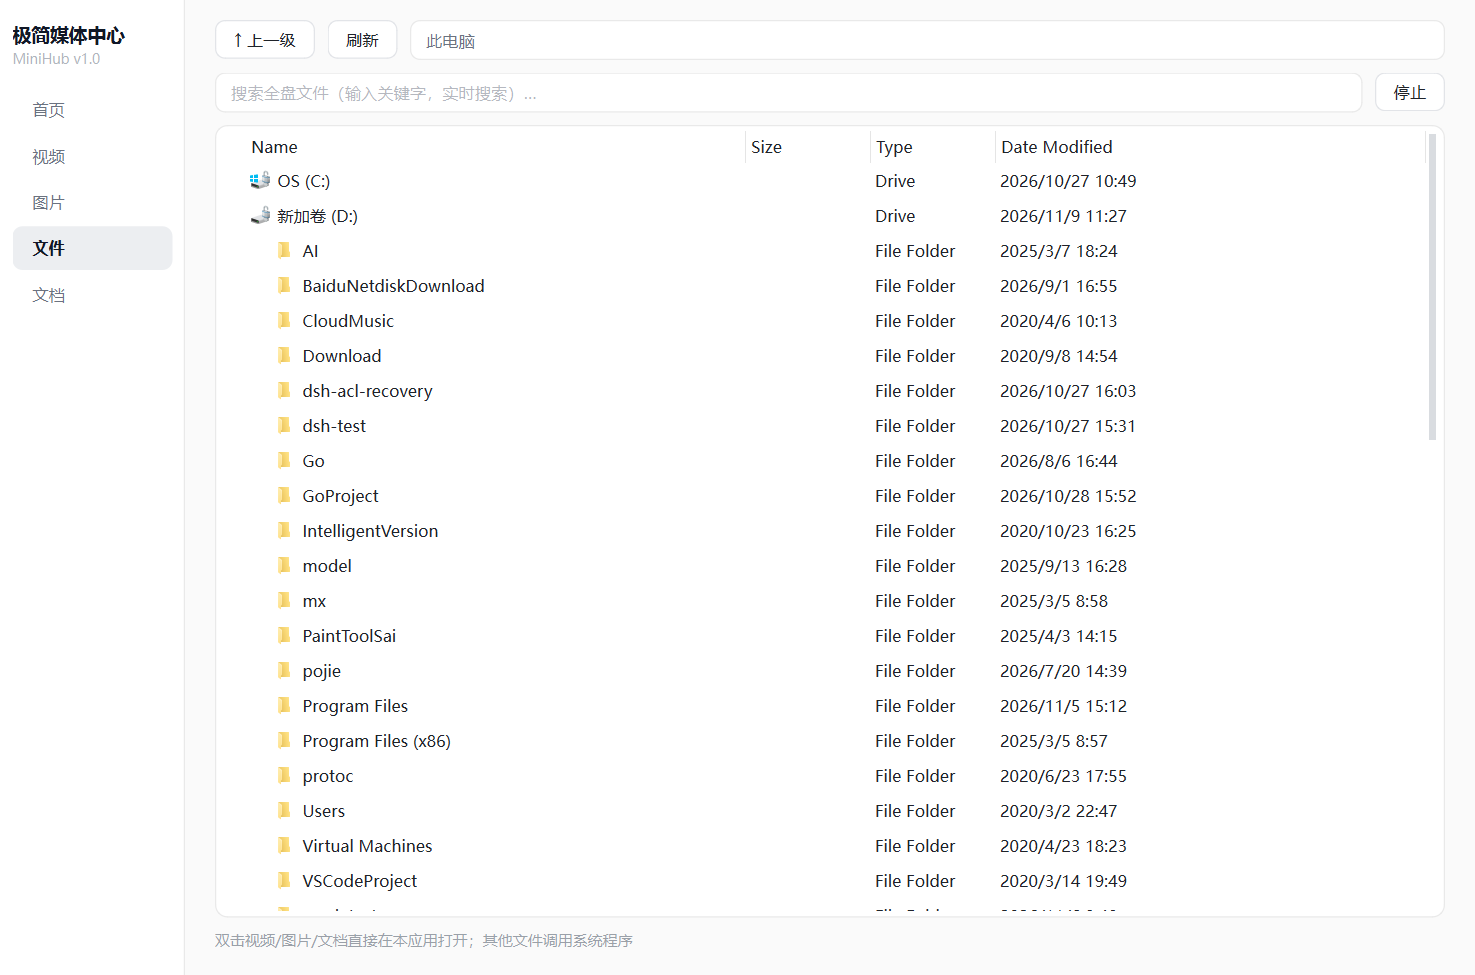 极简媒体中心
MiniHub v1.0
首页
视频
图片
文件
文档
↑ 上一级 刷新 此电脑
搜索全盘文件（输入关键字，实时搜索）... 停止
Name Size Type Date Modified
OS (C:) Drive 2026/10/27 10:49
新加卷 (D:) Drive 2026/11/9 11:27
AI File Folder 2025/3/7 18:24
BaiduNetdiskDownload File Folder 2026/9/1 16:55
CloudMusic File Folder 2020/4/6 10:13
Download File Folder 2020/9/8 14:54
dsh-acl-recovery File Folder 2026/10/27 16:03
dsh-test File Folder 2026/10/27 15:31
Go File Folder 2026/8/6 16:44
GoProject File Folder 2026/10/28 15:52
IntelligentVersion File Folder 2020/10/23 16:25
model File Folder 2025/9/13 16:28
mx File Folder 2025/3/5 8:58
PaintToolSai File Folder 2025/4/3 14:15
pojie File Folder 2026/7/20 14:39
Program Files File Folder 2026/11/5 15:12
Program Files (x86) File Folder 2025/3/5 8:57
protoc File Folder 2020/6/23 17:55
Users File Folder 2020/3/2 22:47
Virtual Machines File Folder 2020/4/23 18:23
VSCodeProject File Folder 2020/3/14 19:49
双击视频/图片/文档直接在本应用打开；其他文件调用系统程序